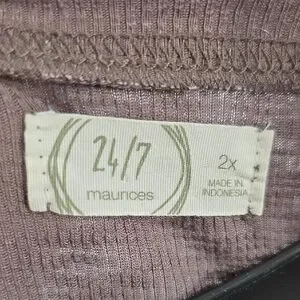 24/7
maurices
2x
MADE IN
INDONESIA